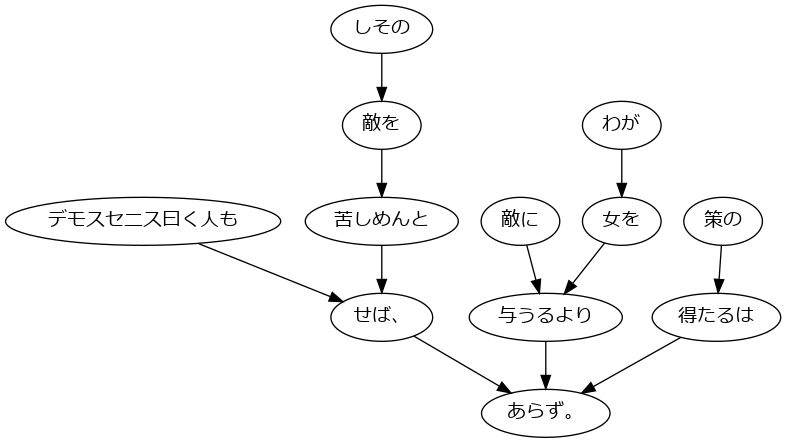 しその
敵を
わが
デモスセニス曰く人も
苦しめんと
敵に
女を
策の
せば、
与うるより
得たるは
あらず。